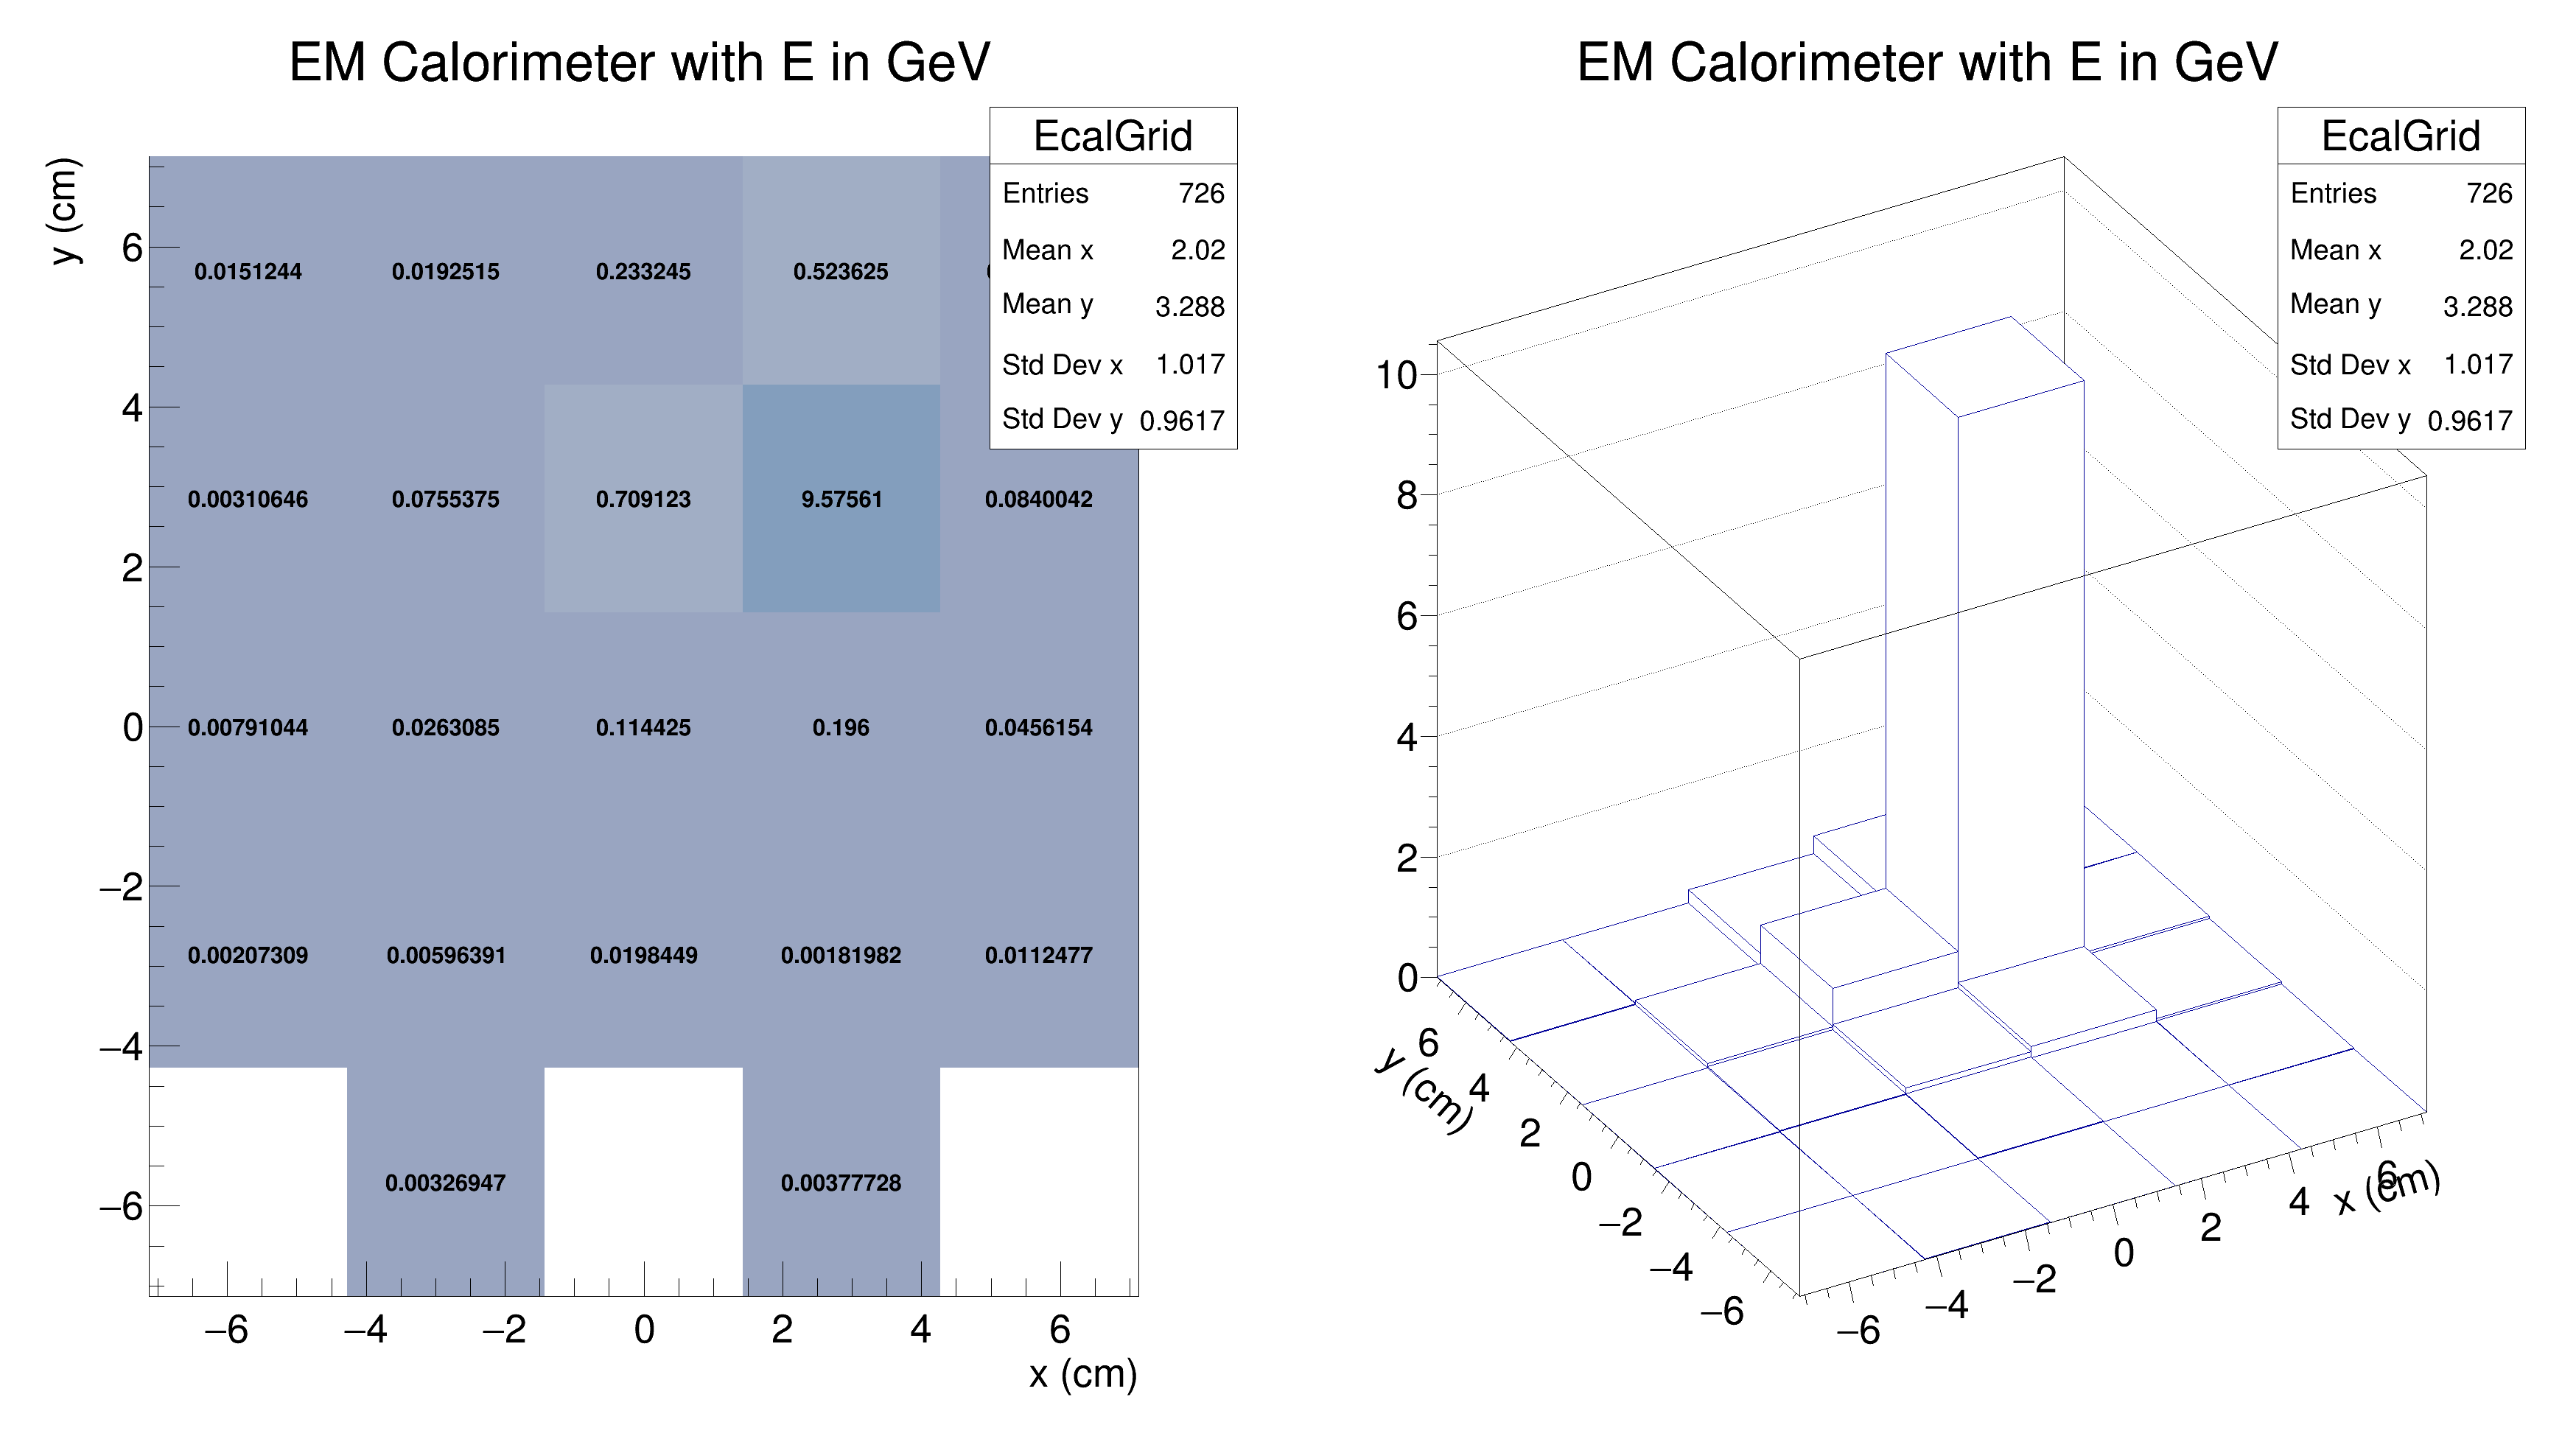 EM Calorimeter with E in GeV
EcalGrid
Entries 726
Mean x 2.02
Mean y 3.288
Std Dev x 1.017
Std Dev y 0.9617
y (cm)
6
4
2
0
−2
−4
−6
0.0151244 0.0192515 0.233245 0.523625
0.00310646 0.0755375 0.709123 9.57561 0.0840042
0.00791044 0.0263085 0.114425 0.196 0.0456154
0.00207309 0.00596391 0.0198449 0.00181982 0.0112477
0.00326947 0.00377728
−6 −4 −2 0 2 4 6
x (cm)
EM Calorimeter with E in GeV
EcalGrid
Entries 726
Mean x 2.02
Mean y 3.288
Std Dev x 1.017
Std Dev y 0.9617
10
8
6
4
2
0
6
4
2
0
−2
−4
−6
y (cm)
−6
−4
−2
0
2
4
6
x (cm)